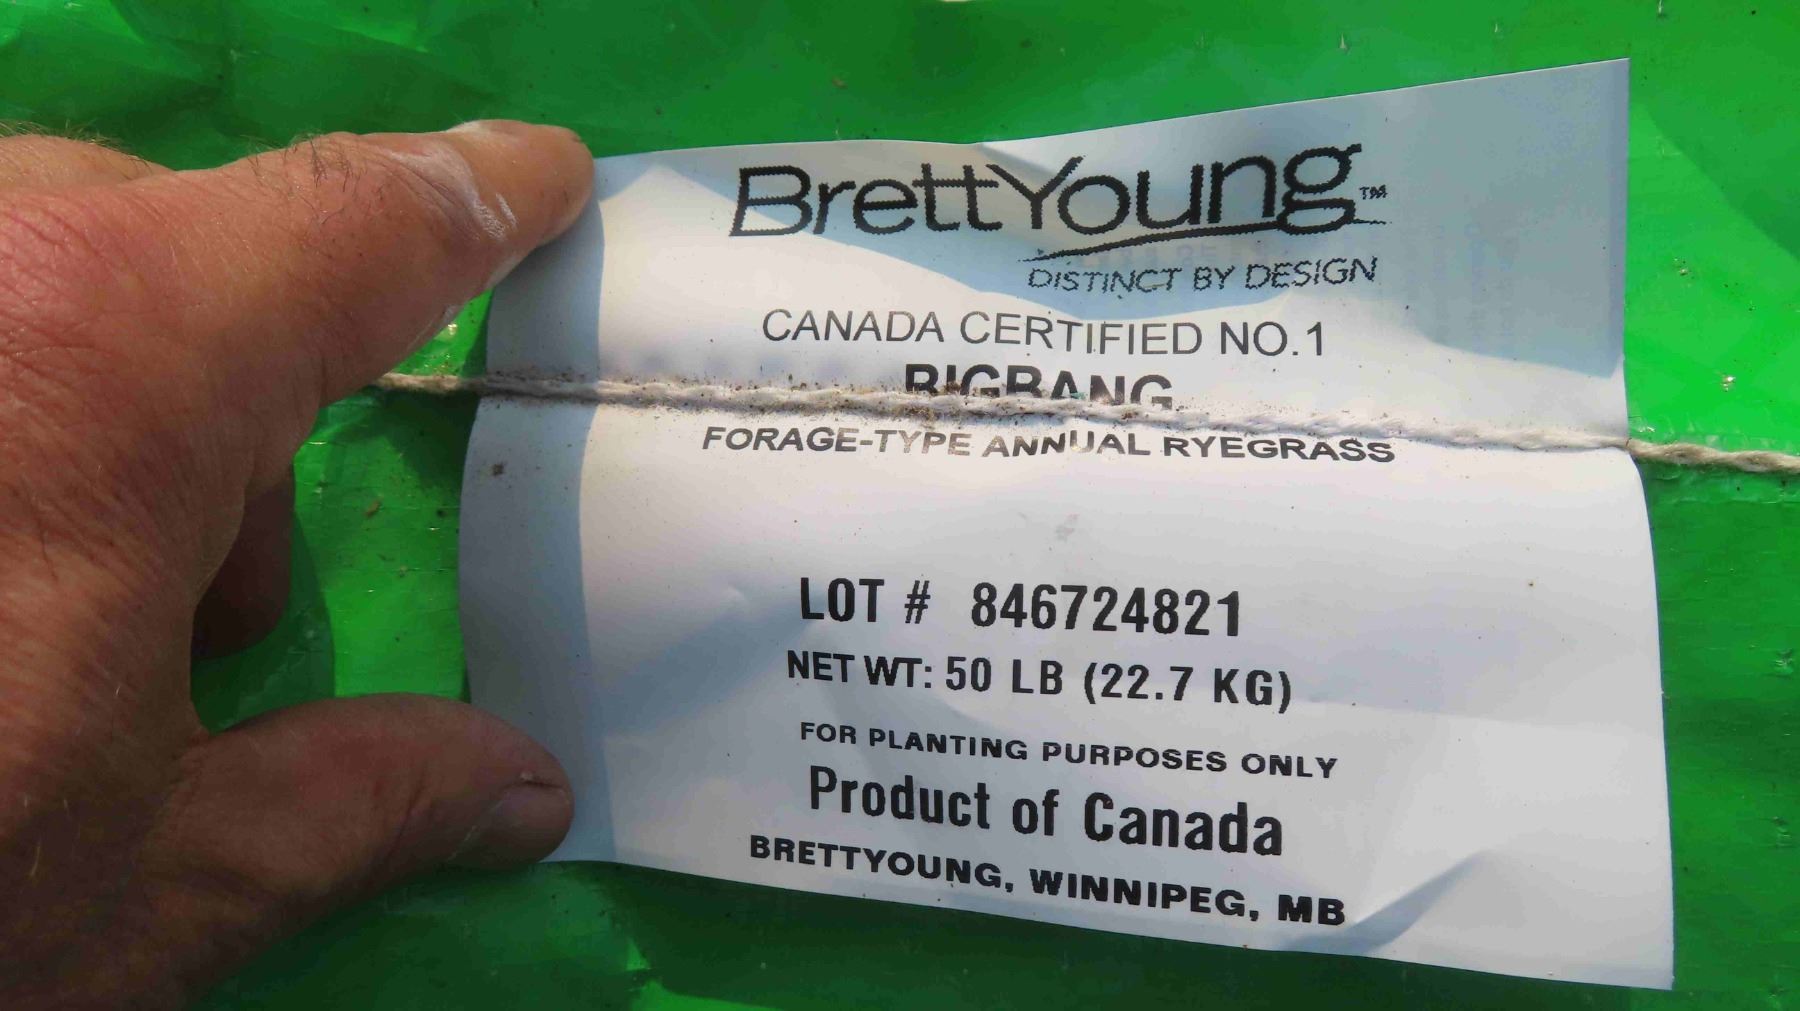 BrettYoung™
DISTINCT BY DESIGN
CANADA CERTIFIED NO.1
BIGBANG
FORAGE-TYPE ANNUAL RYEGRASS
LOT # 846724821
NET WT: 50 LB (22.7 KG)
FOR PLANTING PURPOSES ONLY
Product of Canada
BRETTYOUNG, WINNIPEG, MB